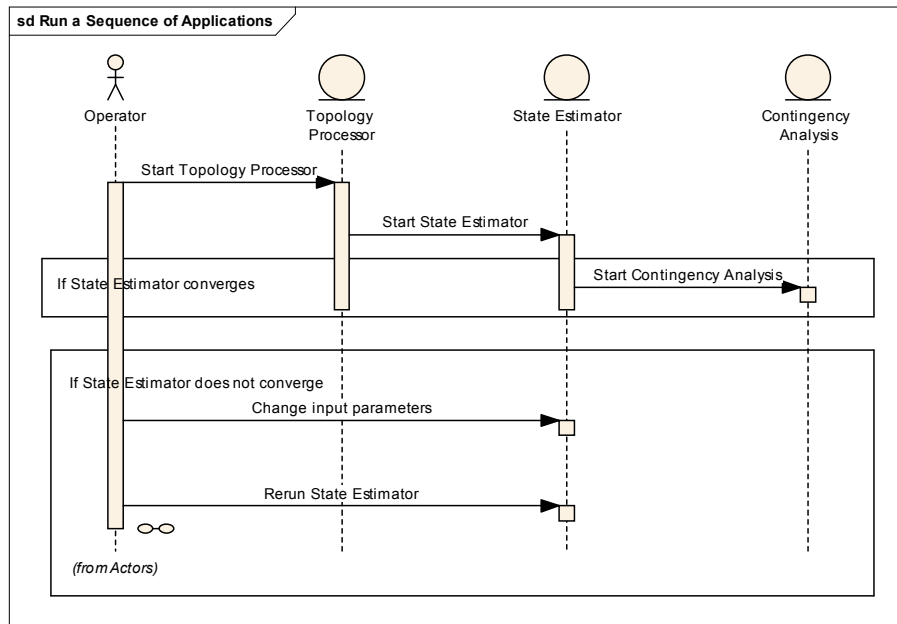 sd Run a Sequence of Applications
Operator
Topology
Processor
State Estimator
Contingency
Analysis
Start Topology Processor
Start State Estimator
If State Estimator converges
Start Contingency Analysis
If State Estimator does not converge
Change input parameters
Rerun State Estimator
(from Actors)